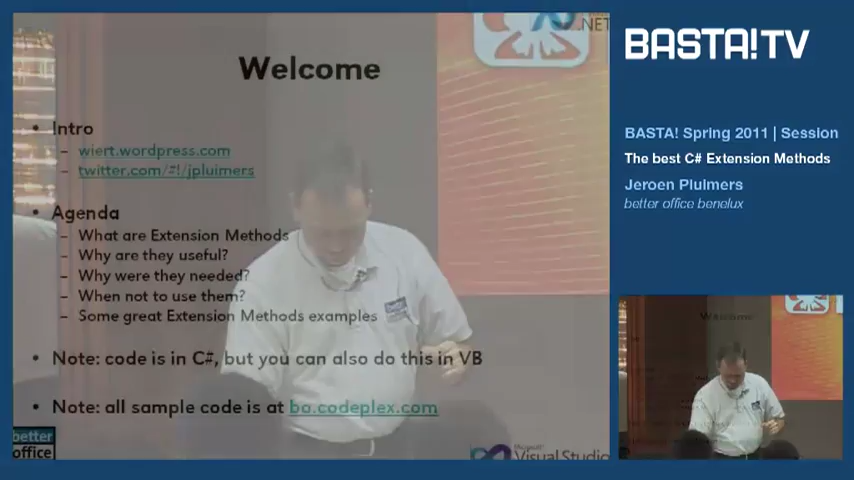 Welcome
• Intro
– wiert.wordpress.com
– twitter.com/#!/jpluimers
• Agenda
– What are Extension Methods
– Why are they useful?
– Why were they needed?
– When not to use them?
– Some great Extension Methods examples
• Note: code is in C#, but you can also do this in VB
• Note: all sample code is at bo.codeplex.com
better
office
Microsoft
Visual Studio
.NET
BASTA!TV
BASTA! Spring 2011 | Session
The best C# Extension Methods
Jeroen Pluimers
better office benelux
Welcome